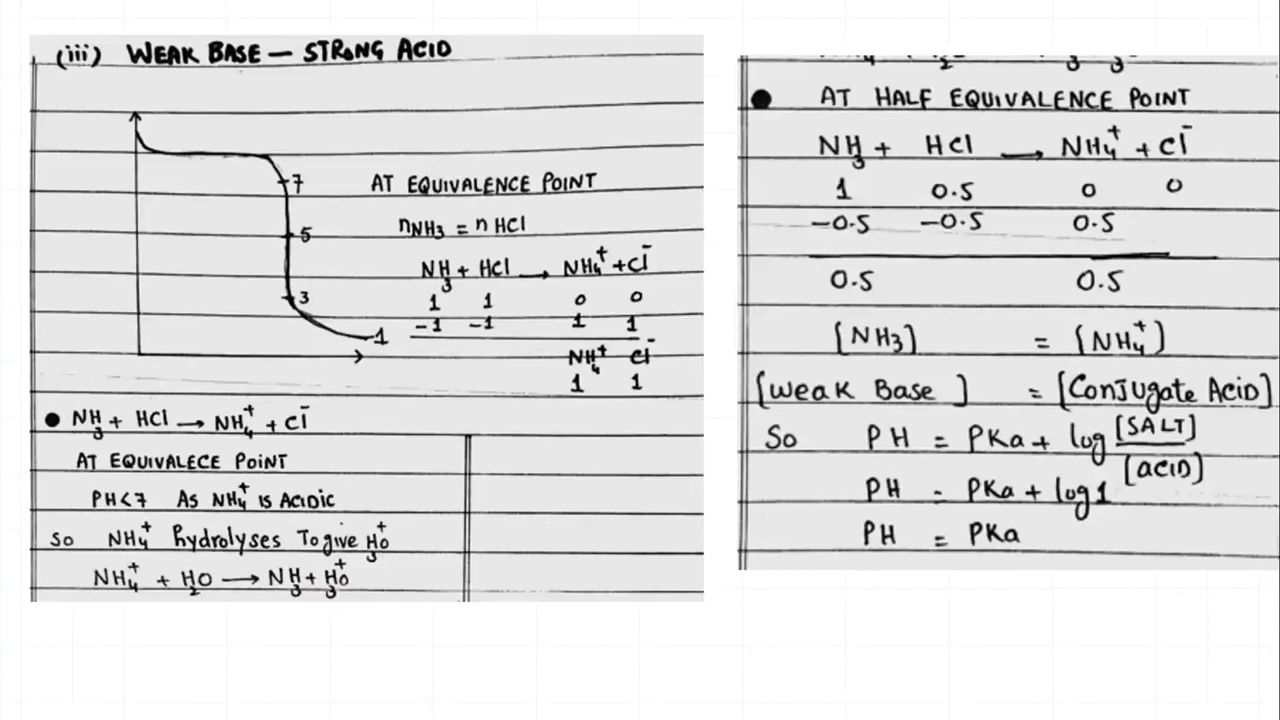 (iii) WEAK BASE — STRONG ACID
7
5
3
1
AT EQUIVALENCE POINT
nNH₃ = nHCl
NH₃ + HCl → NH₄⁺ + Cl⁻
1 1 0 0
-1 -1 1 1
NH₄⁺ Cl⁻
1 1
● NH₃ + HCl → NH₄⁺ + Cl⁻
AT EQUIVALECE POINT
PH<7 AS NH₄⁺ IS ACIDIC
SO NH₄⁺ hydrolyses To give H₃O⁺
NH₄⁺ + H₂O → NH₃ + H₃O⁺
● AT HALF EQUIVALENCE POINT
NH₃ + HCl → NH₄⁺ + Cl⁻
1 0.5 0 0
-0.5 -0.5 0.5
0.5 0.5
[NH₃] = [NH₄⁺]
[Weak Base] = [Conjugate Acid]
So PH = PKa + log [SALT]/[ACID]
PH = PKa + log 1
PH = PKa